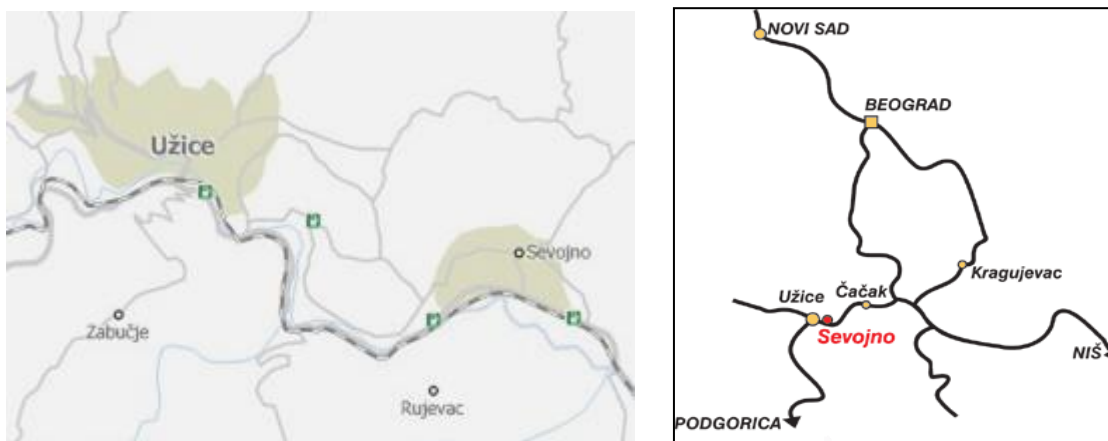 Užice
Sevojno
Zabučje
Rujevac
NOVI SAD
BEOGRAD
Kragujevac
Čačak
Užice
Sevojno
NIŠ
PODGORICA